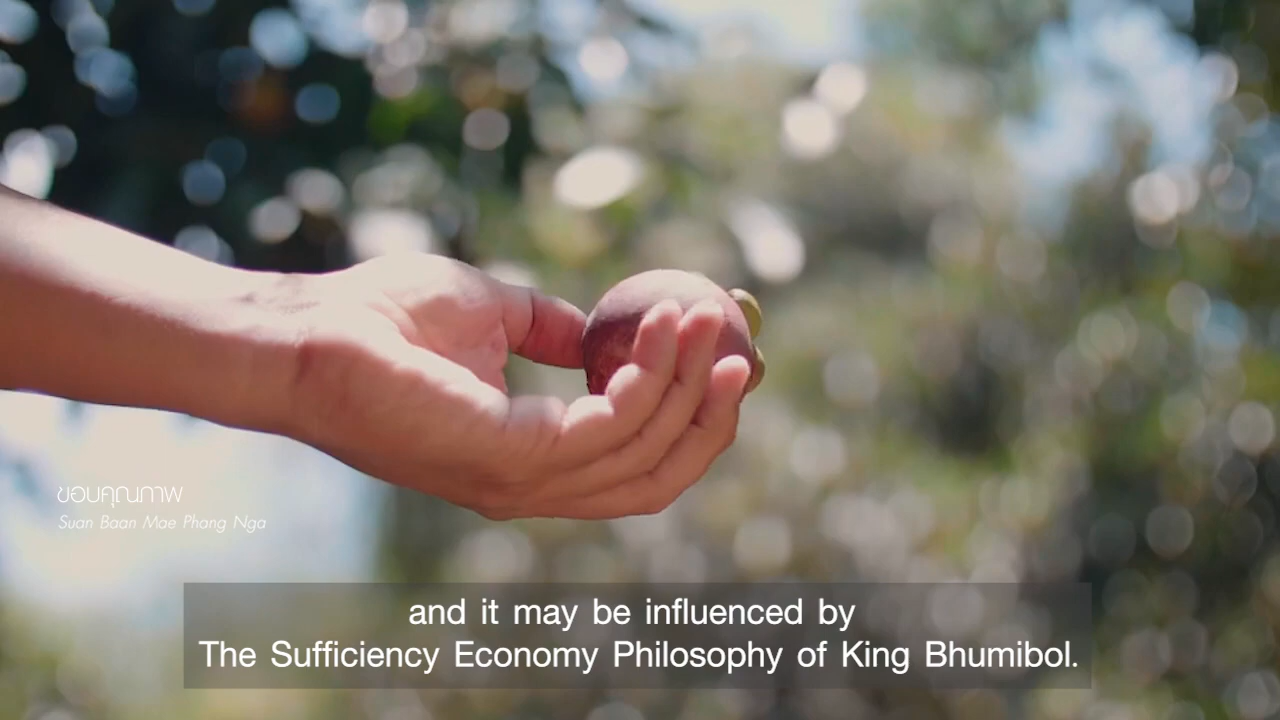 ขอบคุณภาพ
Suan Baan Mae Phang Nga
and it may be influenced by
The Sufficiency Economy Philosophy of King Bhumibol.